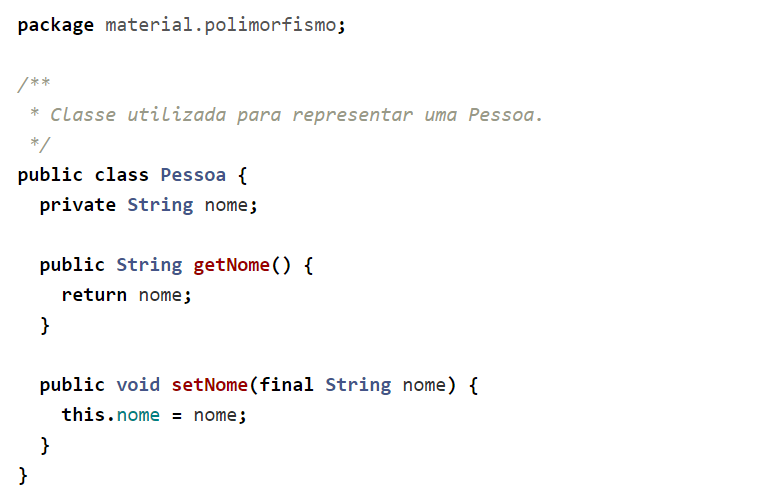 package material.polimorfismo;
/**
 * Classe utilizada para representar uma Pessoa.
 */
public class Pessoa {
  private String nome;
  public String getNome() {
    return nome;
  }
  public void setNome(final String nome) {
    this.nome = nome;
  }
}